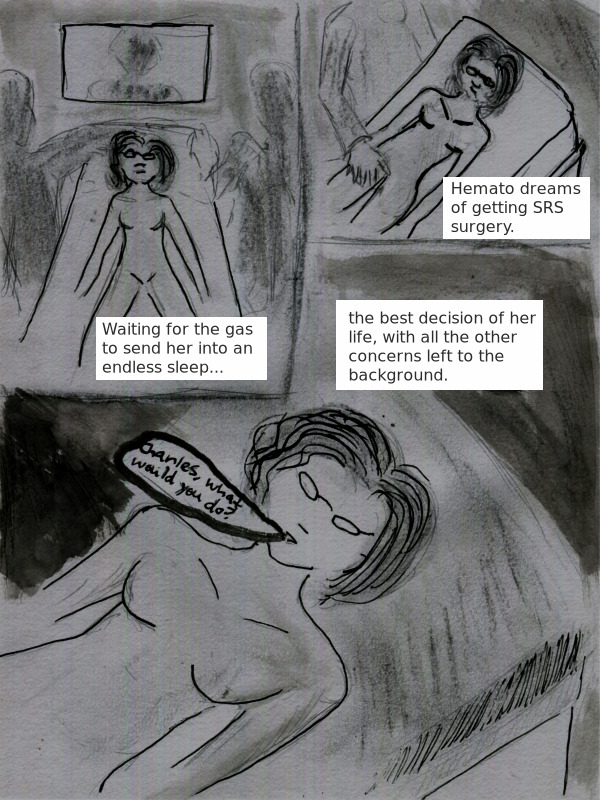 Hemato dreams
of getting SRS
surgery.
Waiting for the gas
to send her into an
endless sleep...
the best decision of her
life, with all the other
concerns left to the
background.
Charles, what
would you do?